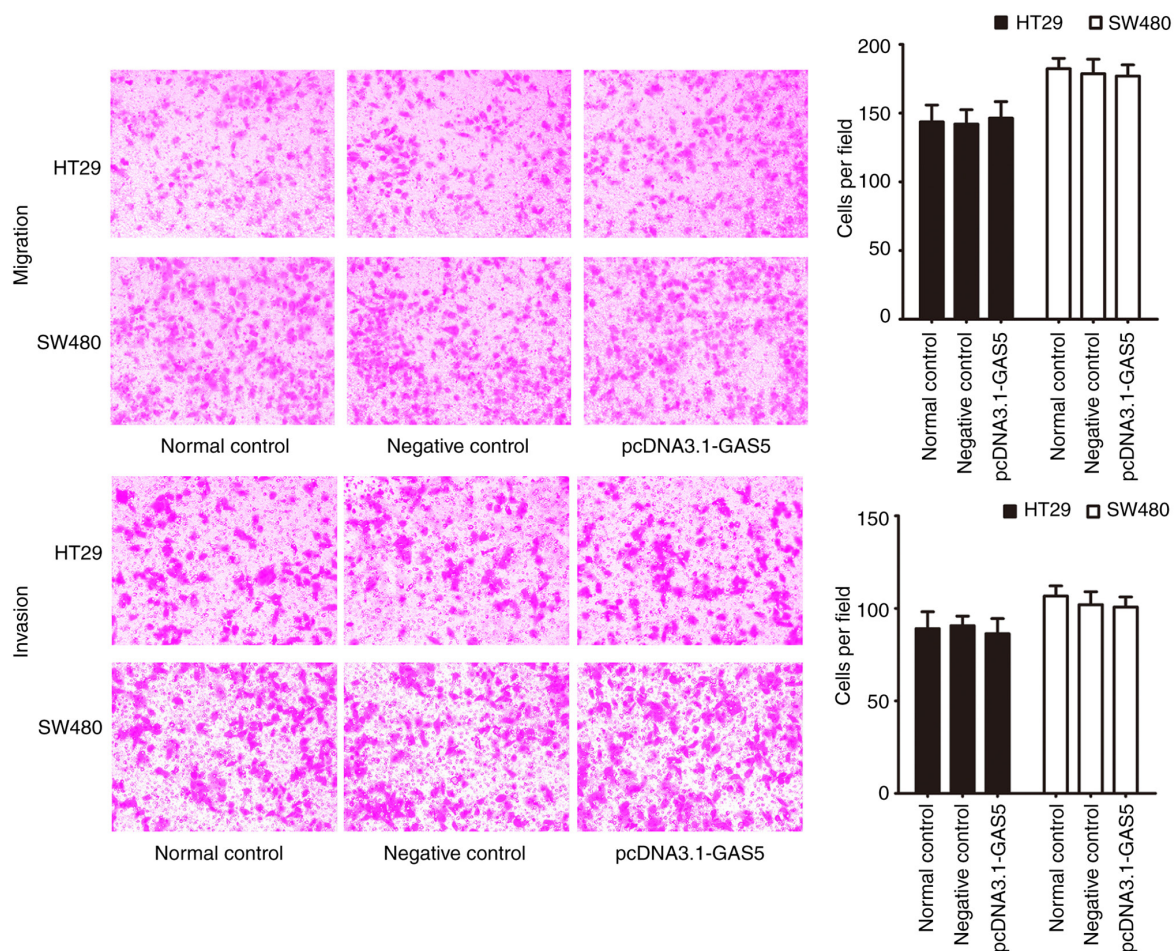 HT29 SW480
200
150
100
50
0
Cells per field
Normal control
Negative control
pcDNA3.1-GAS5
Normal control
Negative control
pcDNA3.1-GAS5
Migration
HT29
SW480
Normal control Negative control pcDNA3.1-GAS5
Invasion
HT29
SW480
Normal control Negative control pcDNA3.1-GAS5
HT29 SW480
150
100
50
0
Cells per field
Normal control
Negative control
pcDNA3.1-GAS5
Normal control
Negative control
pcDNA3.1-GAS5